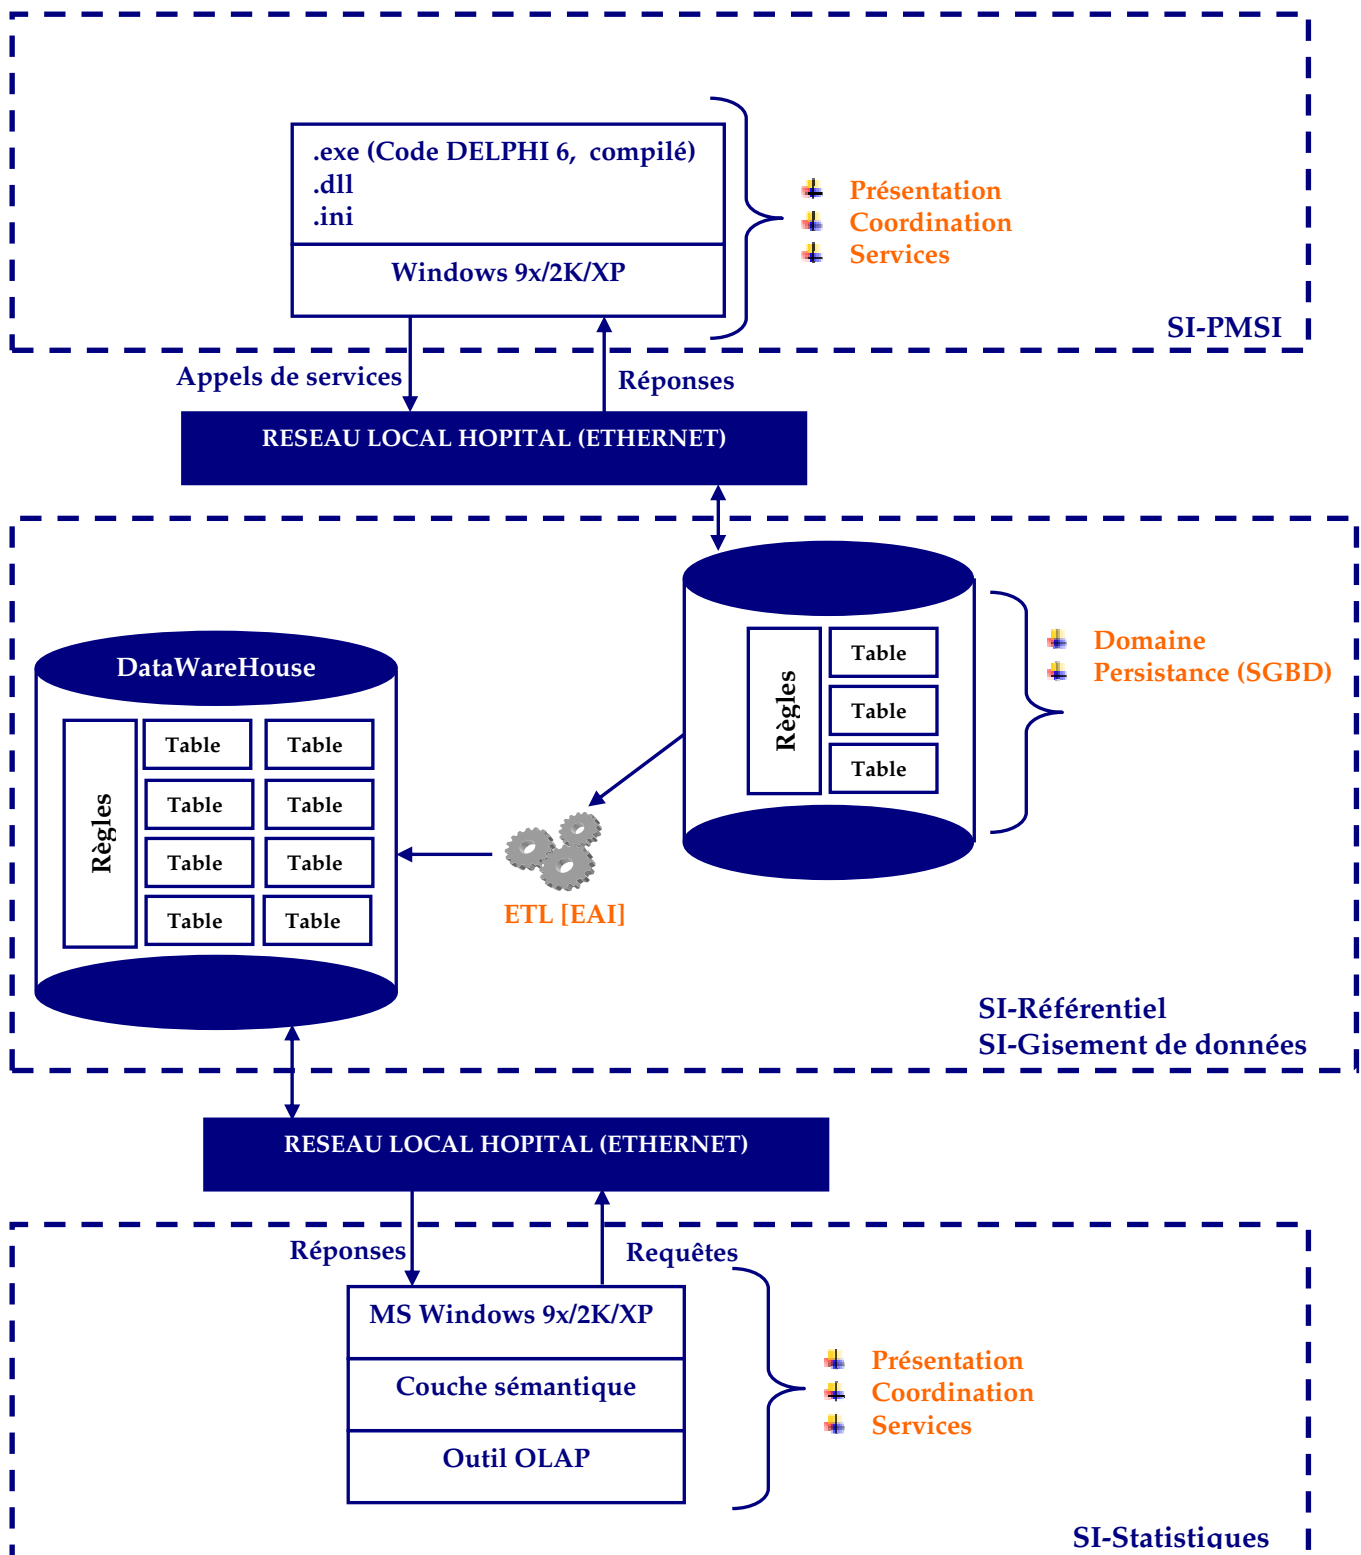 .exe (Code DELPHI 6, compilé)
.dll
.ini
Windows 9x/2K/XP
Présentation
Coordination
Services
SI-PMSI
Appels de services
Réponses
RESEAU LOCAL HOPITAL (ETHERNET)
DataWareHouse
Règles
Table
Table
Table
Table
Table
Table
Table
Table
Règles
Table
Table
Table
Domaine
Persistance (SGBD)
ETL [EAI]
SI-Référentiel
SI-Gisement de données
RESEAU LOCAL HOPITAL (ETHERNET)
Réponses
Requêtes
MS Windows 9x/2K/XP
Couche sémantique
Outil OLAP
Présentation
Coordination
Services
SI-Statistiques